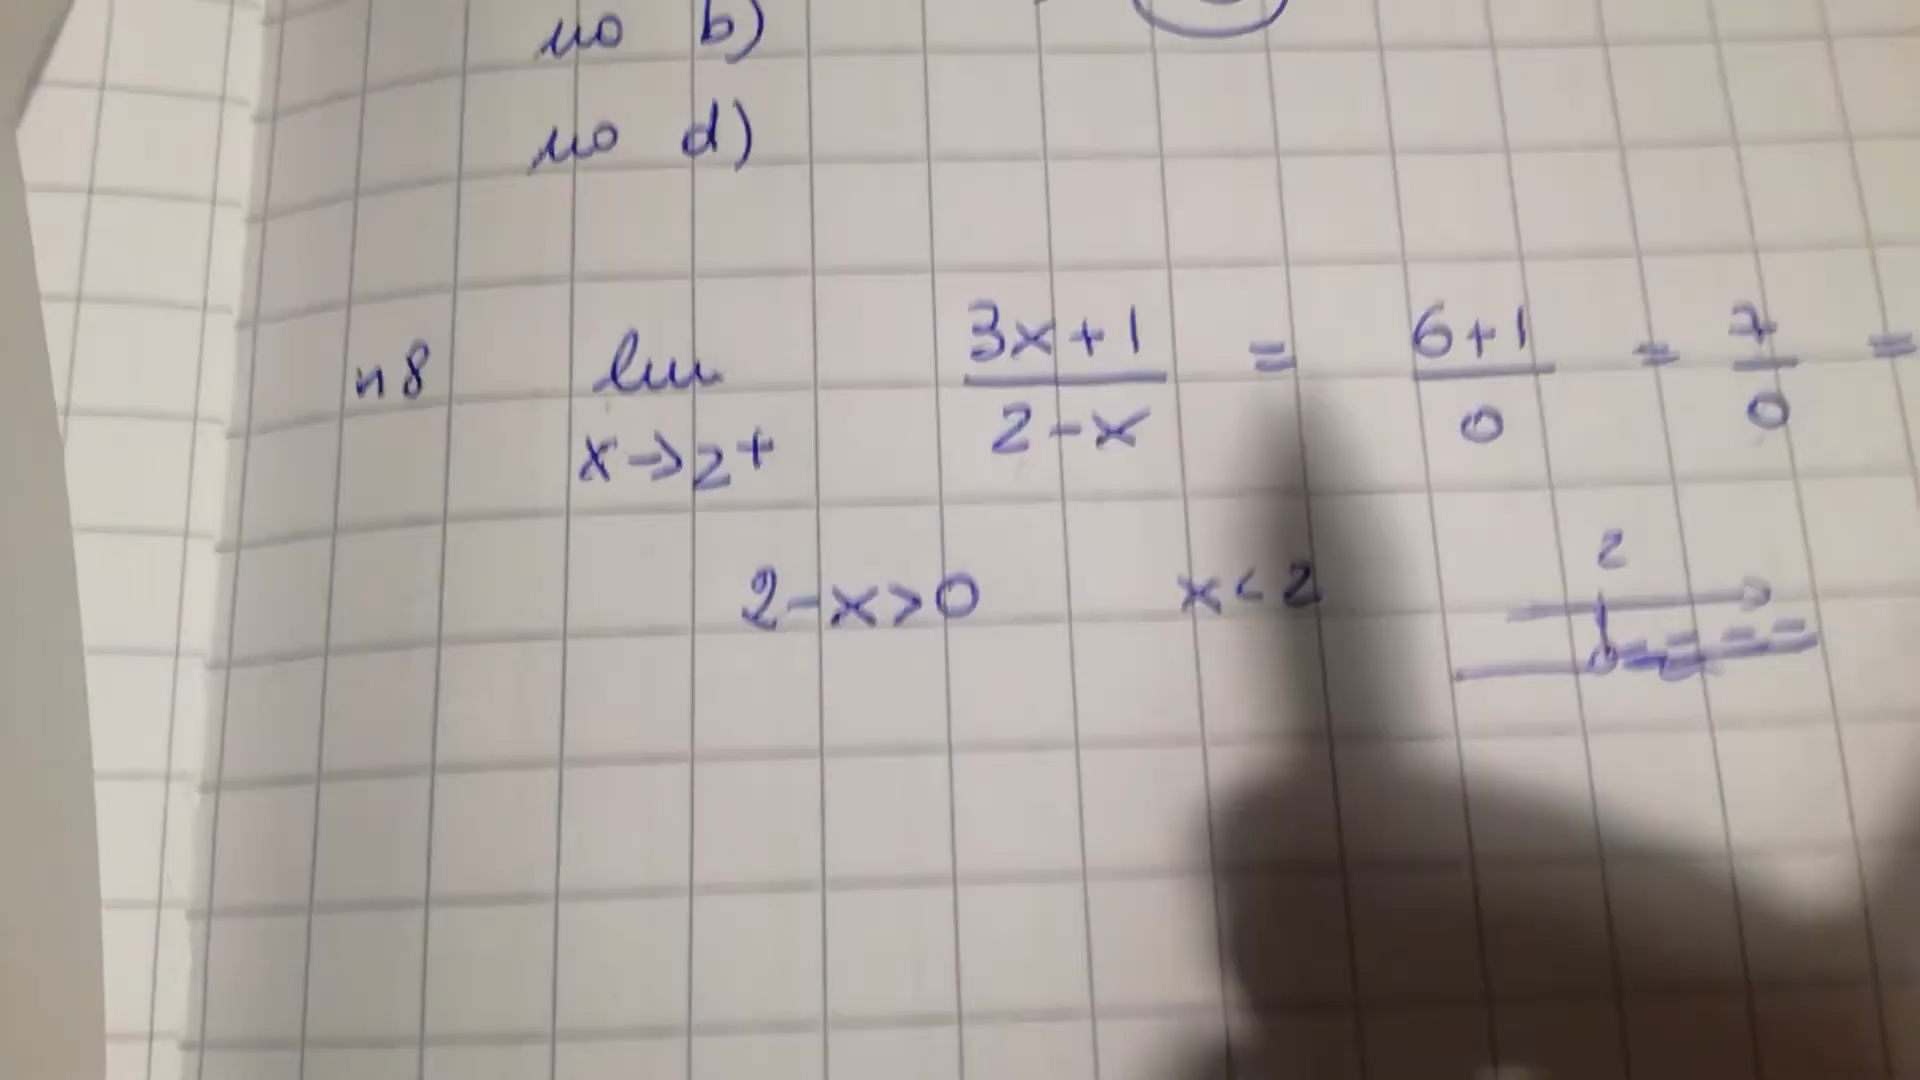 no b)
no d)
n8 lim x→2+ 3x+1 / 2-x = 6+1 / 0 = 7 / 0 =
2-x>0 x<2 2